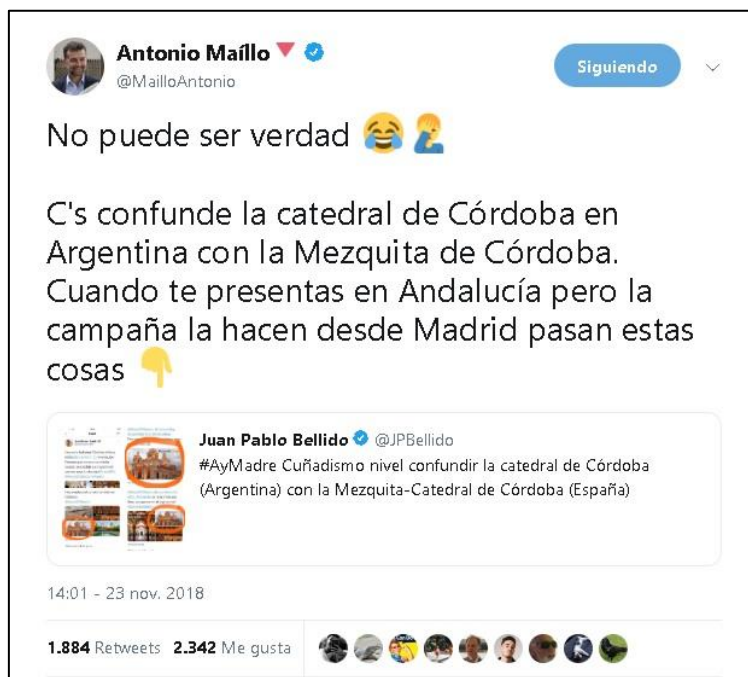 Antonio Maíllo
@MailloAntonio
Siguiendo
No puede ser verdad 😂🤦‍♂️
C's confunde la catedral de Córdoba en
Argentina con la Mezquita de Córdoba.
Cuando te presentas en Andalucía pero la
campaña la hacen desde Madrid pasan estas
cosas 👇
Juan Pablo Bellido @JPBellido
#AyMadre Cuñadismo nivel confundir la catedral de Córdoba
(Argentina) con la Mezquita-Catedral de Córdoba (España)
14:01 - 23 nov. 2018
1.884 Retweets 2.342 Me gusta